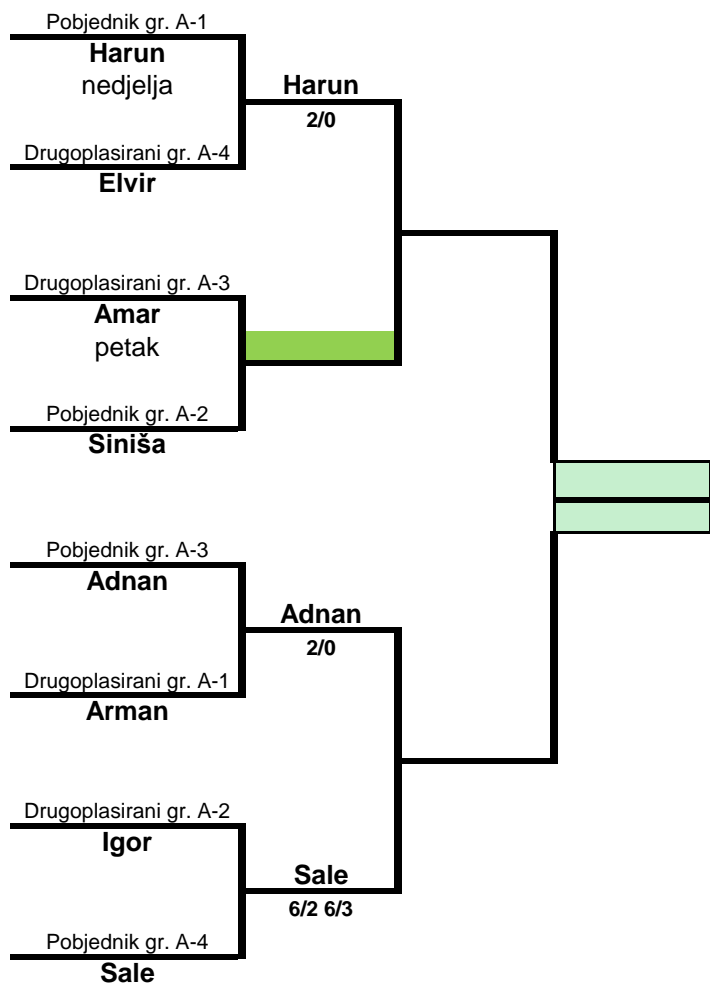 Pobjednik gr. A-1
Harun
nedjelja
Harun
2/0
Drugoplasirani gr. A-4
Elvir
Drugoplasirani gr. A-3
Amar
petak
Pobjednik gr. A-2
Siniša
Pobjednik gr. A-3
Adnan
Adnan
2/0
Drugoplasirani gr. A-1
Arman
Drugoplasirani gr. A-2
Igor
Sale
6/2 6/3
Pobjednik gr. A-4
Sale